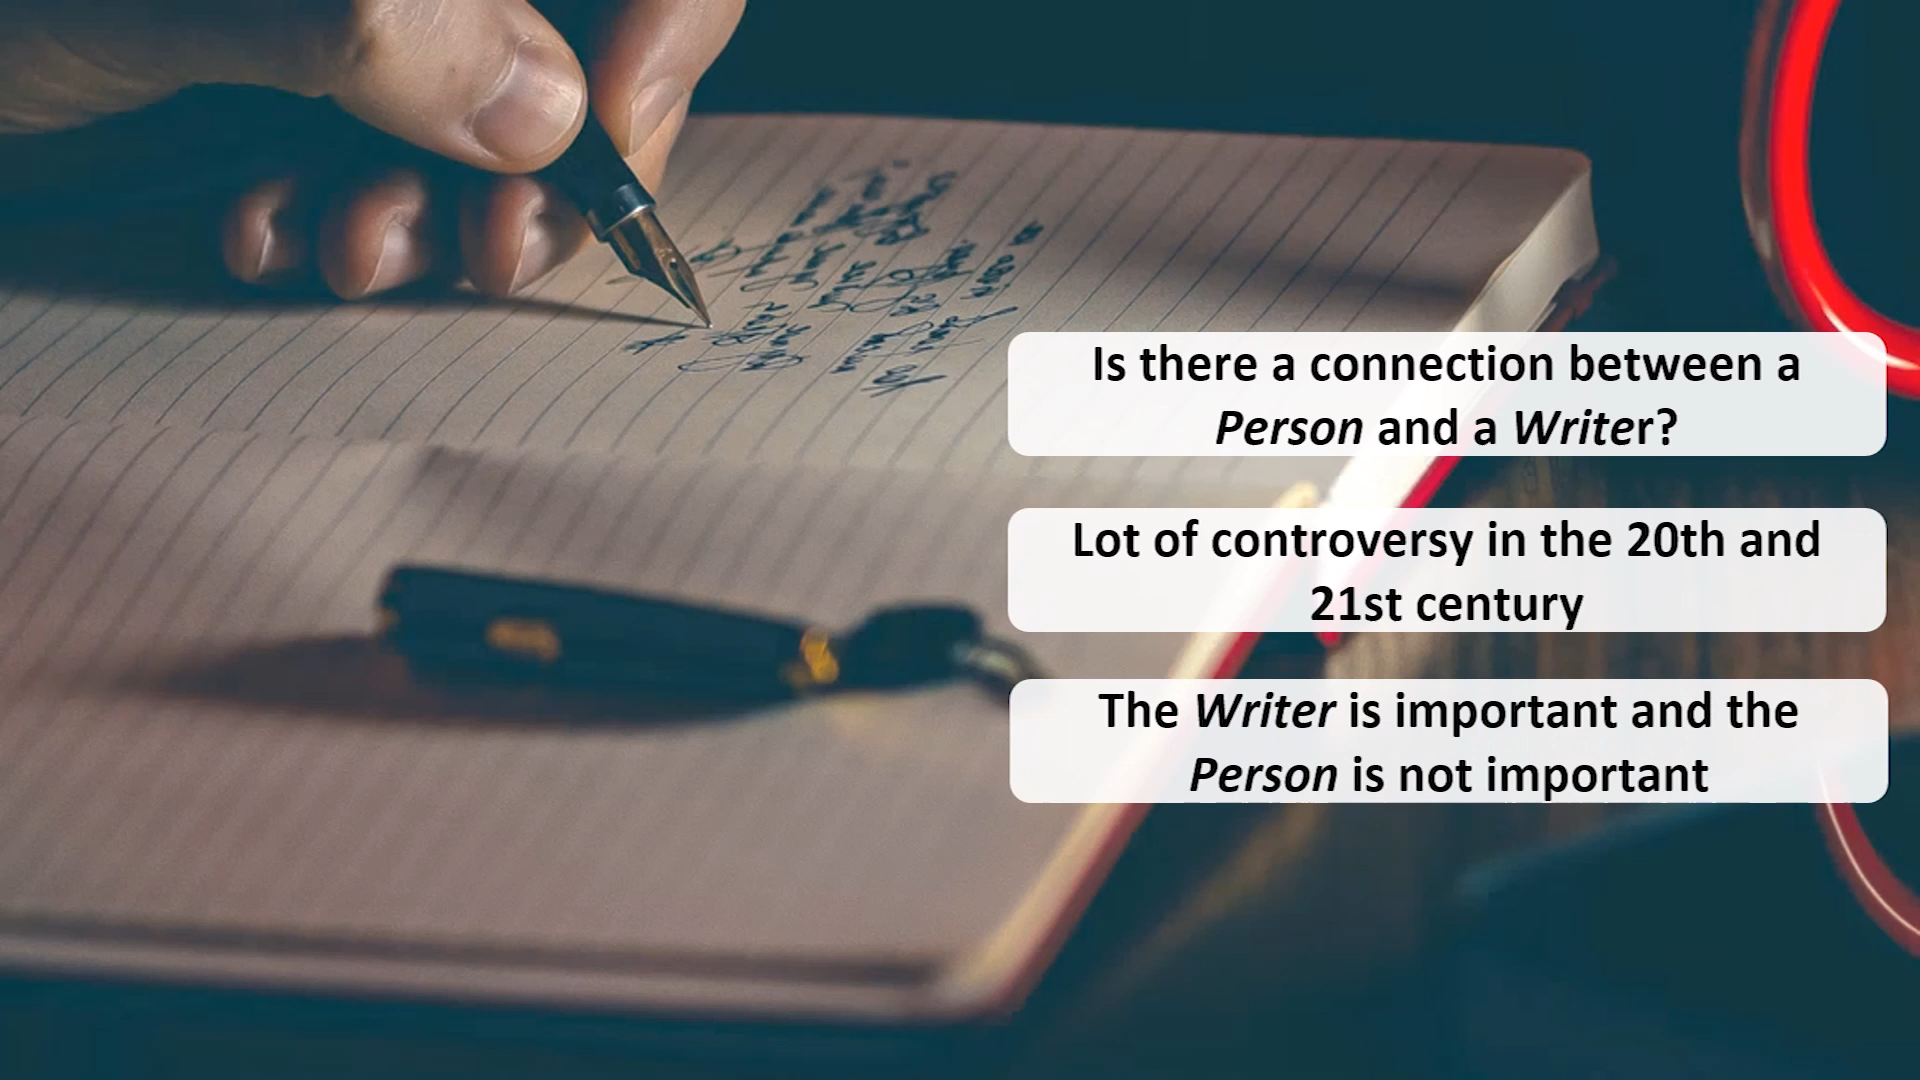 Is there a connection between a
Person and a Writer?
Lot of controversy in the 20th and
21st century
The Writer is important and the
Person is not important